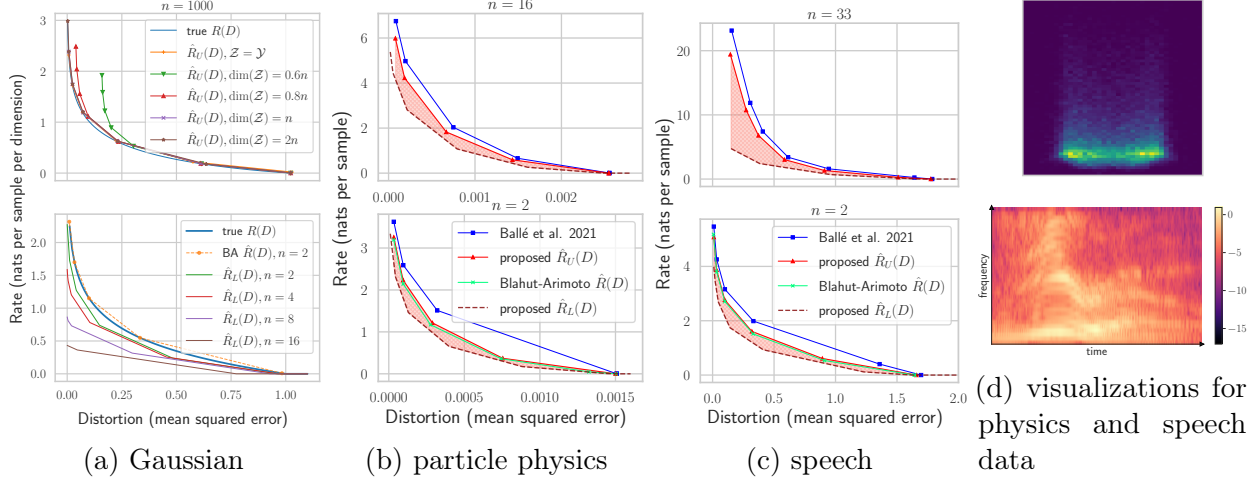 n = 1000
Rate (nats per sample per dimension)
3
2
1
0
true R(D)
R̂_U(D), Z = Y
R̂_U(D), dim(Z) = 0.6n
R̂_U(D), dim(Z) = 0.8n
R̂_U(D), dim(Z) = n
R̂_U(D), dim(Z) = 2n
2.0
1.5
1.0
0.5
0.0
true R(D)
BA R̂(D), n = 2
R̂_L(D), n = 2
R̂_L(D), n = 4
R̂_L(D), n = 8
R̂_L(D), n = 16
0.00 0.25 0.50 0.75 1.00
Distortion (mean squared error)
(a) Gaussian
n = 16
Rate (nats per sample)
6
4
2
0
0.000 0.001 0.002
n = 2
3
2
1
0
Ballé et al. 2021
proposed R̂_U(D)
Blahut-Arimoto R̂(D)
proposed R̂_L(D)
0.0000 0.0005 0.0010 0.0015
Distortion (mean squared error)
(b) particle physics
n = 33
Rate (nats per sample)
20
10
0
n = 2
4
2
0
Ballé et al. 2021
proposed R̂_U(D)
Blahut-Arimoto R̂(D)
proposed R̂_L(D)
0.0 0.5 1.0 1.5 2.0
Distortion (mean squared error)
(c) speech
frequency
time
0
−5
−10
−15
(d) visualizations for
physics and speech
data